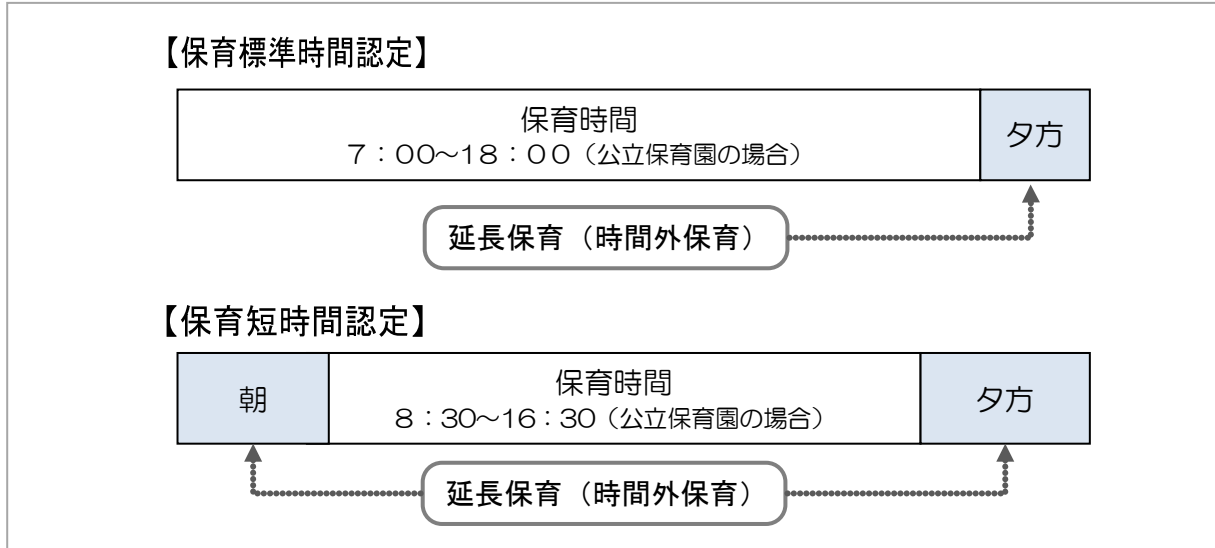 【保育標準時間認定】
保育時間
7：00～18：00（公立保育園の場合）
夕方
延長保育（時間外保育）
【保育短時間認定】
朝
保育時間
8：30～16：30（公立保育園の場合）
夕方
延長保育（時間外保育）